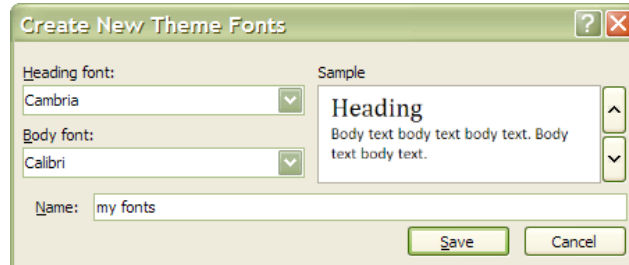 Create New Theme Fonts
Heading font:
Cambria
Body font:
Calibri
Sample
Heading
Body text body text body text. Body
text body text.
Name: my fonts
Save Cancel